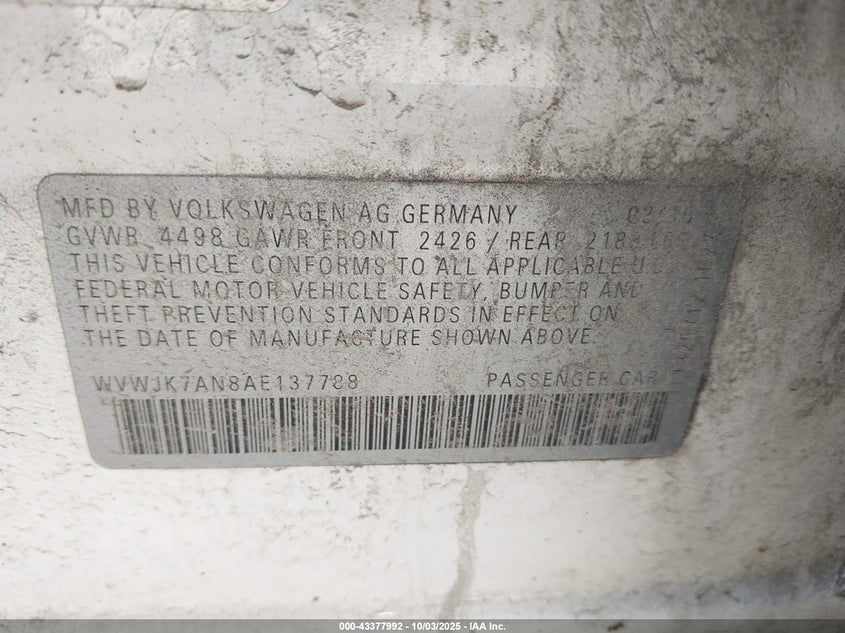 MFD BY VOLKSWAGEN AG GERMANY
GVWR 4498 GAWR FRONT 2426 / REAR
THIS VEHICLE CONFORMS TO ALL APPLICABLE
FEDERAL MOTOR VEHICLE SAFETY, BUMPER AND
THEFT PREVENTION STANDARDS IN EFFECT ON
THE DATE OF MANUFACTURE SHOWN ABOVE.
WVWJK7AN8AE137788 PASSENGER CAR
000-43377992 - 10/03/2025 - IAA Inc.